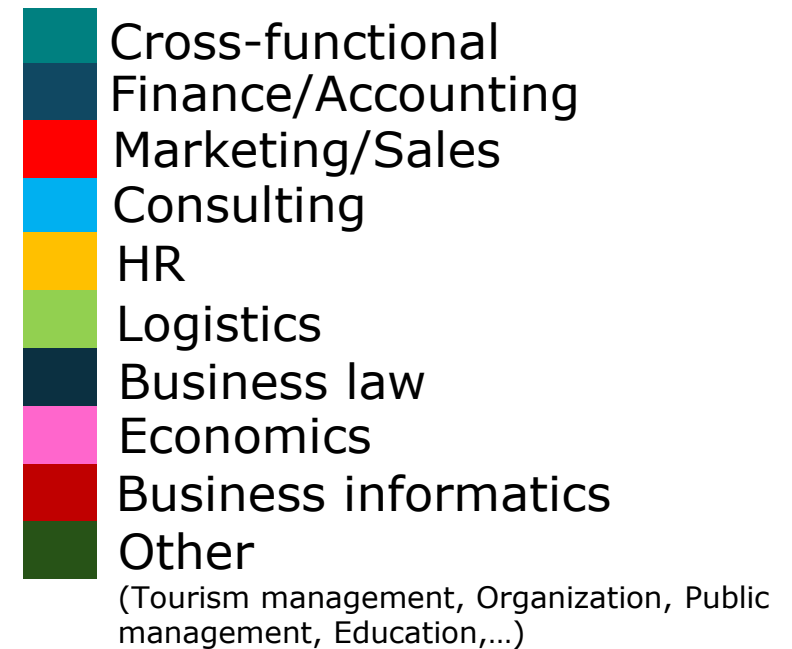 Cross-functional
Finance/Accounting
Marketing/Sales
Consulting
HR
Logistics
Business law
Economics
Business informatics
Other
(Tourism management, Organization, Public
management, Education,…)